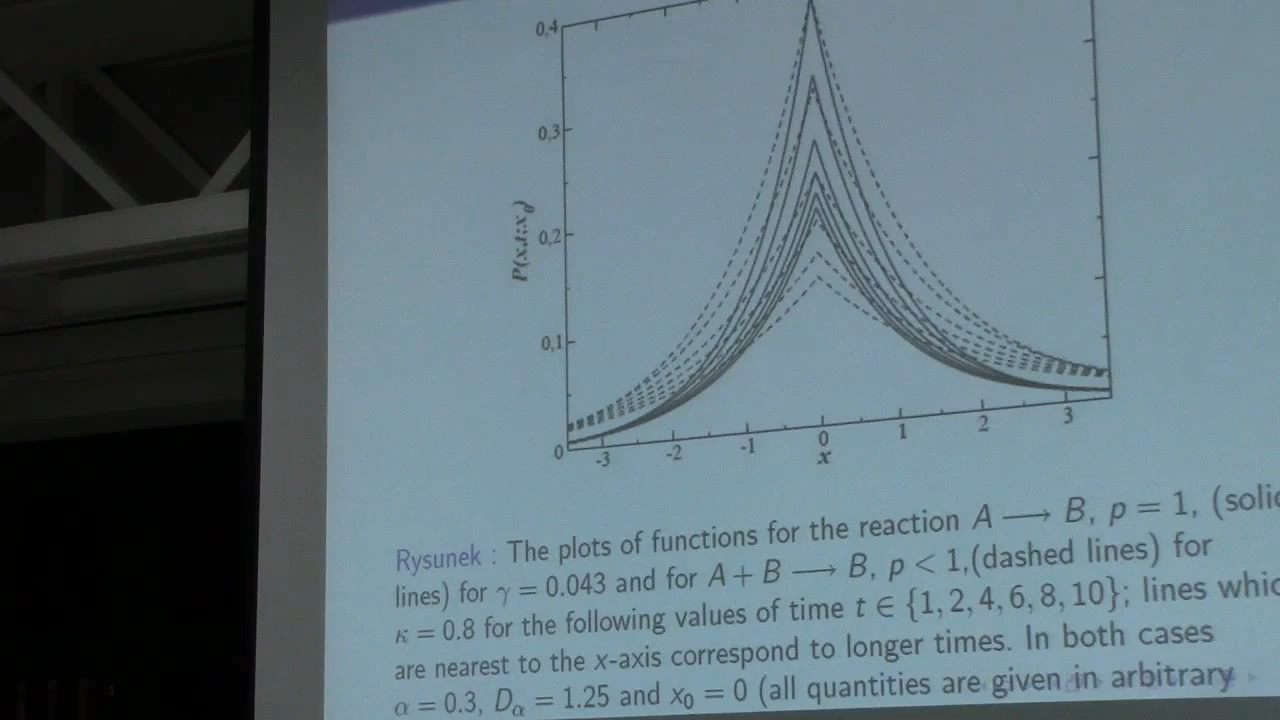 0,4
0,3
0,2
0,1
0
P(x,t;x₀)
-3 -2 -1 0 1 2 3
x
Rysunek : The plots of functions for the reaction A ⟶ B, p = 1, (solid
lines) for γ = 0.043 and for A + B ⟶ B, p < 1,(dashed lines) for
κ = 0.8 for the following values of time t ∈ {1, 2, 4, 6, 8, 10}; lines whic
are nearest to the x-axis correspond to longer times. In both cases
α = 0.3, Dα = 1.25 and x₀ = 0 (all quantities are given in arbitrary